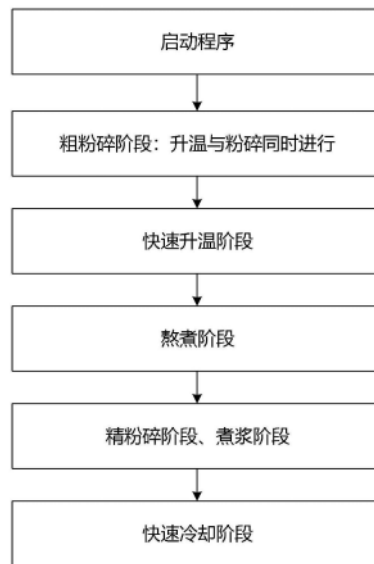 启动程序
粗粉碎阶段：升温与粉碎同时进行
快速升温阶段
熬煮阶段
精粉碎阶段、煮浆阶段
快速冷却阶段